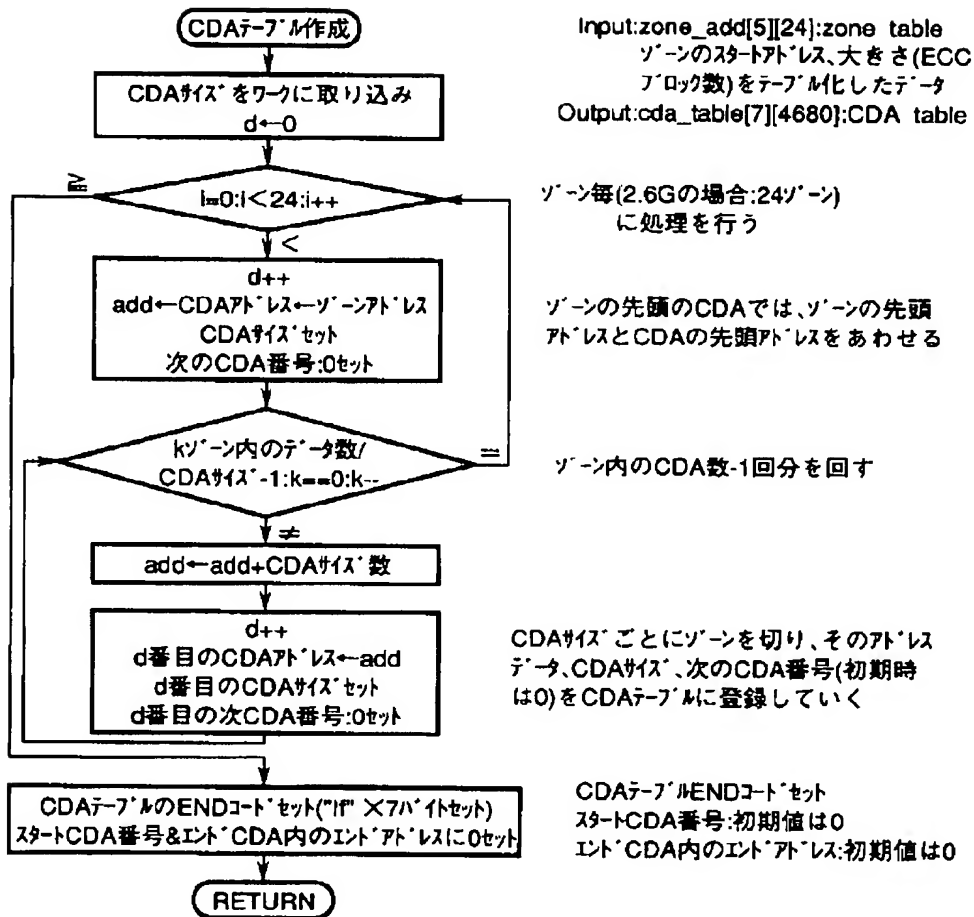 CDAﾃｰﾌﾞﾙ作成
Input:zone_add[5][24]:zone table
ｿﾞｰﾝのｽﾀｰﾄｱﾄﾞﾚｽ、大きさ(ECC
ﾌﾞﾛｯｸ数)をﾃｰﾌﾞﾙ化したﾃﾞｰﾀ
Output:cda_table[7][4680}:CDA table
CDAｻｲｽﾞをﾜｰｸに取り込み
d←0
≧
i=0:i<24:i++
ｿﾞｰﾝ毎(2.6Gの場合:24ｿﾞｰﾝ)
に処理を行う
<
d++
add←CDAｱﾄﾞﾚｽ←ｿﾞｰﾝｱﾄﾞﾚｽ
CDAｻｲｽﾞｾｯﾄ
次のCDA番号:0ｾｯﾄ
ｿﾞｰﾝの先頭のCDAでは、ｿﾞｰﾝの先頭
ｱﾄﾞﾚｽとCDAの先頭ｱﾄﾞﾚｽをあわせる
kｿﾞｰﾝ内のﾃﾞｰﾀ数/
CDAｻｲｽﾞ-1:k==0:k--
=
ｿﾞｰﾝ内のCDA数-1回分を回す
≠
add←add+CDAｻｲｽﾞ数
d++
d番目のCDAｱﾄﾞﾚｽ←add
d番目のCDAｻｲｽﾞｾｯﾄ
d番目の次CDA番号:0ｾｯﾄ
CDAｻｲｽﾞごとにｿﾞｰﾝを切り、そのｱﾄﾞﾚｽ
ﾃﾞｰﾀ、CDAｻｲｽﾞ、次のCDA番号(初期時
は0)をCDAﾃｰﾌﾞﾙに登録していく
CDAﾃｰﾌﾞﾙのENDｺｰﾄﾞｾｯﾄ("ff" ×7ﾊﾞｲﾄｾｯﾄ)
ｽﾀｰﾄCDA番号&ｴﾝﾄﾞCDA内のｴﾝﾄﾞｱﾄﾞﾚｽに0ｾｯﾄ
CDAﾃｰﾌﾞﾙENDｺｰﾄﾞｾｯﾄ
ｽﾀｰﾄCDA番号:初期値は0
ｴﾝﾄﾞCDA内のｴﾝﾄﾞｱﾄﾞﾚｽ:初期値は0
RETURN